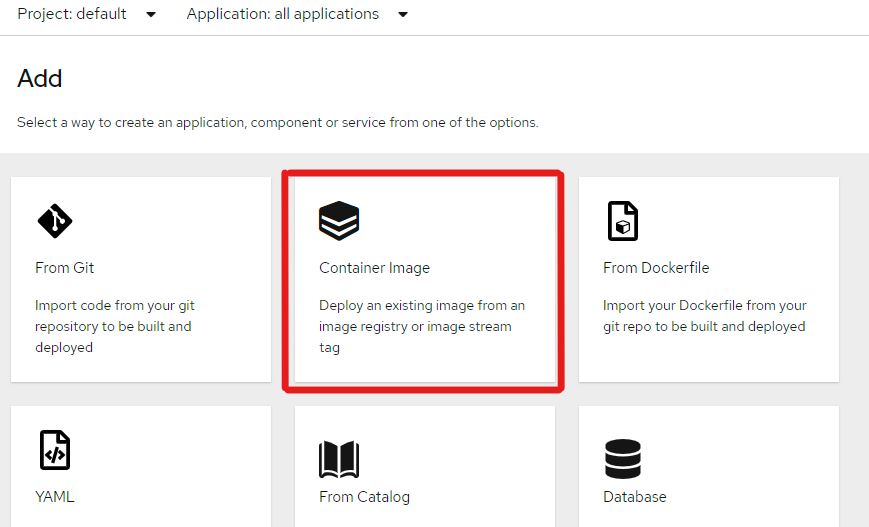 Project: default Application: all applications
Add
Select a way to create an application, component or service from one of the options.
From Git
Import code from your git
repository to be built and
deployed
Container Image
Deploy an existing image from an
image registry or image stream
tag
From Dockerfile
Import your Dockerfile from your
git repo to be built and deployed
YAML
From Catalog
Database